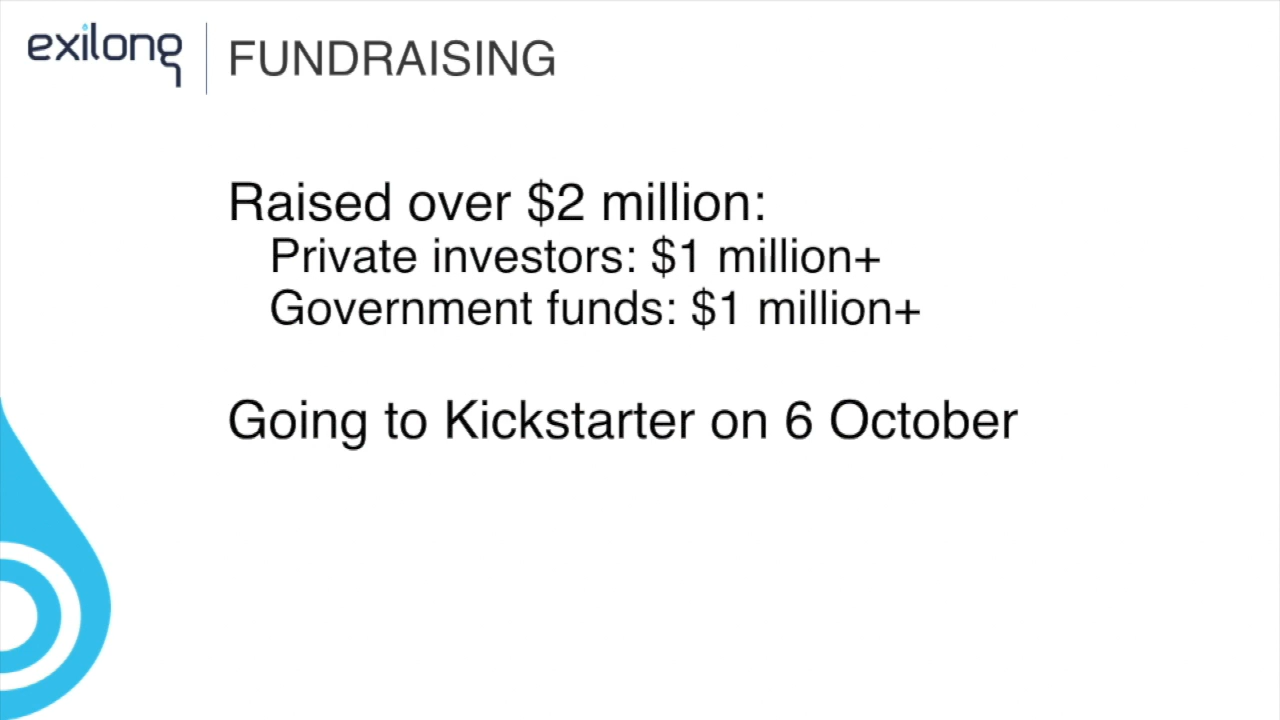 exilong
FUNDRAISING
Raised over $2 million:
Private investors: $1 million+
Government funds: $1 million+
Going to Kickstarter on 6 October